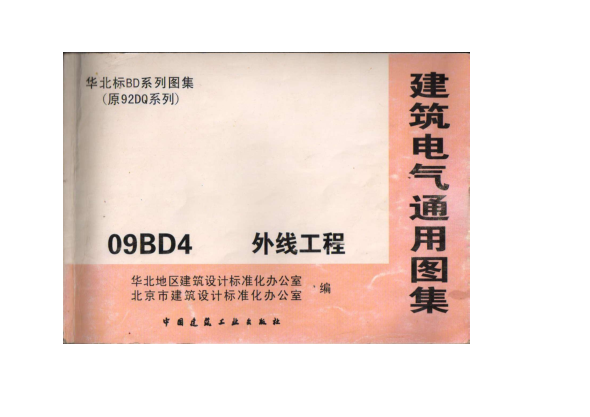 华北标BD系列图集
(原92DQ系列)
建筑电气通用图集
09BD4 外线工程
华北地区建筑设计标准化办公室
北京市建筑设计标准化办公室
编
中国建筑工业出版社